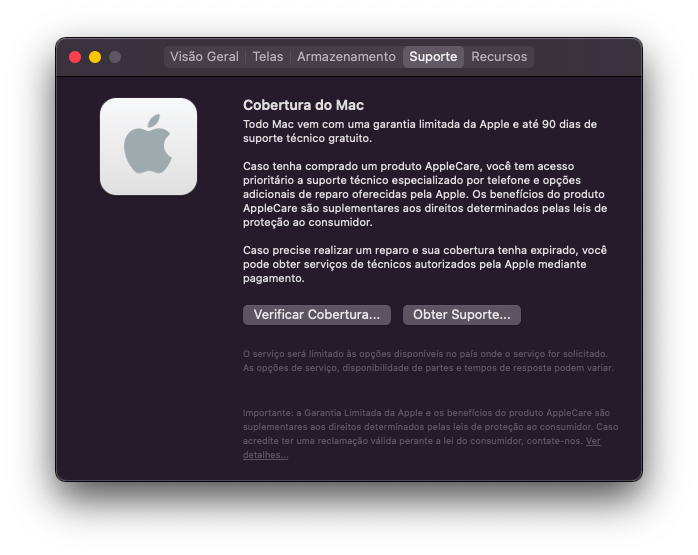 Visão Geral Telas Armazenamento Suporte Recursos
Cobertura do Mac
Todo Mac vem com uma garantia limitada da Apple e até 90 dias de
suporte técnico gratuito.
Caso tenha comprado um produto AppleCare, você tem acesso
prioritário a suporte técnico especializado por telefone e opções
adicionais de reparo oferecidas pela Apple. Os benefícios do produto
AppleCare são suplementares aos direitos determinados pelas leis de
proteção ao consumidor.
Caso precise realizar um reparo e sua cobertura tenha expirado, você
pode obter serviços de técnicos autorizados pela Apple mediante
pagamento.
Verificar Cobertura... Obter Suporte...
O serviço será limitado às opções disponíveis no país onde o serviço for solicitado.
As opções de serviço, disponibilidade de partes e tempos de resposta podem variar.
Importante: a Garantia Limitada da Apple e os benefícios do produto AppleCare são
suplementares aos direitos determinados pelas leis de proteção ao consumidor. Caso
acredite ter uma reclamação válida perante a lei do consumidor, contate-nos. Ver
detalhes...